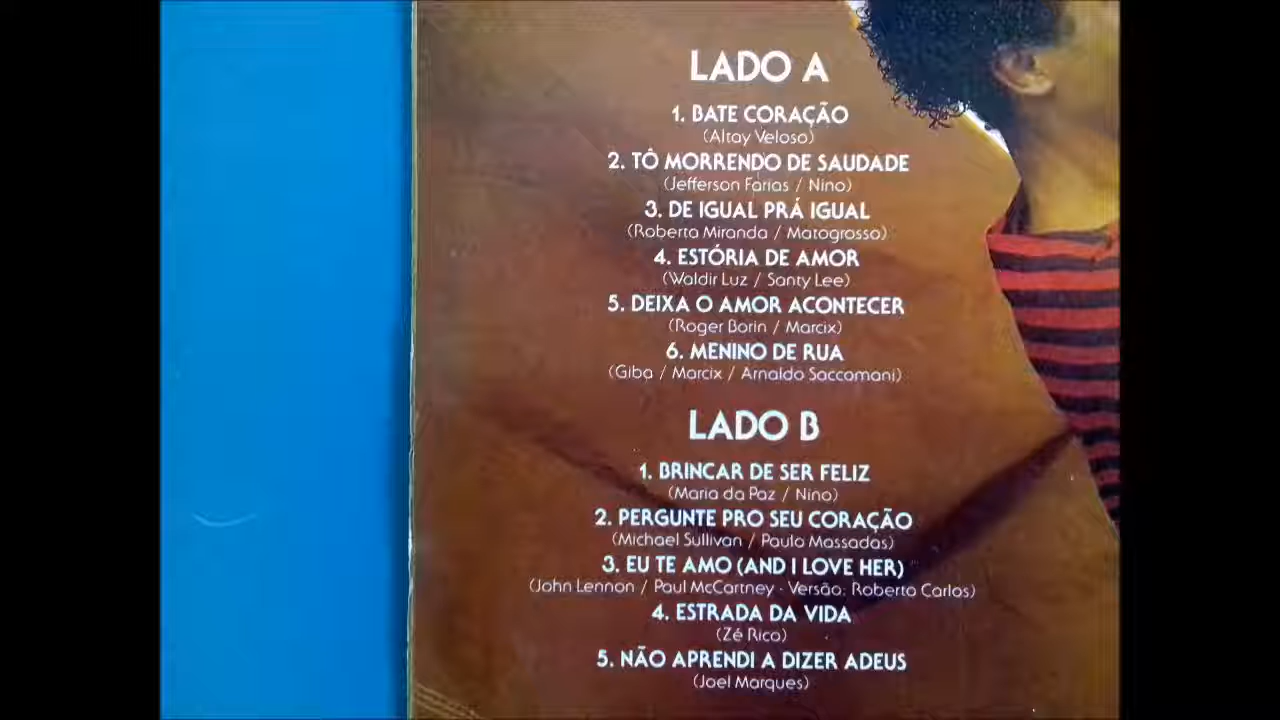 LADO A
1. BATE CORAÇÃO
(Altay Veloso)
2. TÔ MORRENDO DE SAUDADE
(Jefferson Farias / Nino)
3. DE IGUAL PRÁ IGUAL
(Roberta Miranda / Matogrosso)
4. ESTÓRIA DE AMOR
(Waldir Luz / Santy Lee)
5. DEIXA O AMOR ACONTECER
(Roger Borin / Marcix)
6. MENINO DE RUA
(Giba / Marcix / Arnaldo Saccomani)
LADO B
1. BRINCAR DE SER FELIZ
(Maria da Paz / Nino)
2. PERGUNTE PRO SEU CORAÇÃO
(Michael Sullivan / Paulo Massadas)
3. EU TE AMO (AND I LOVE HER)
(John Lennon / Paul McCartney - Versão: Roberto Carlos)
4. ESTRADA DA VIDA
(Zé Rico)
5. NÃO APRENDI A DIZER ADEUS
(Joel Marques)